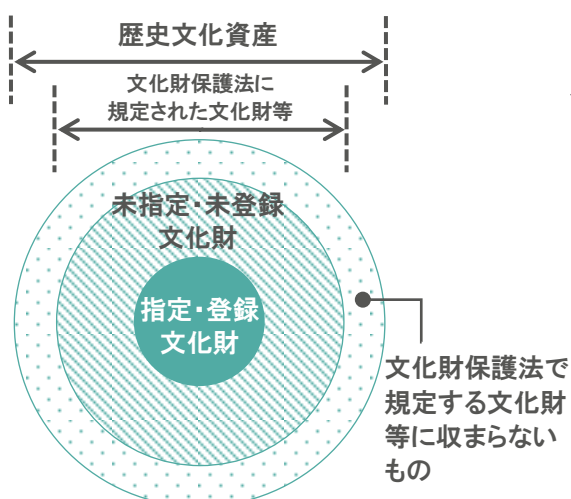 歴史文化資産
文化財保護法に
規定された文化財等
未指定・未登録
文化財
指定・登録
文化財
文化財保護法で
規定する文化財
等に収まらない
もの